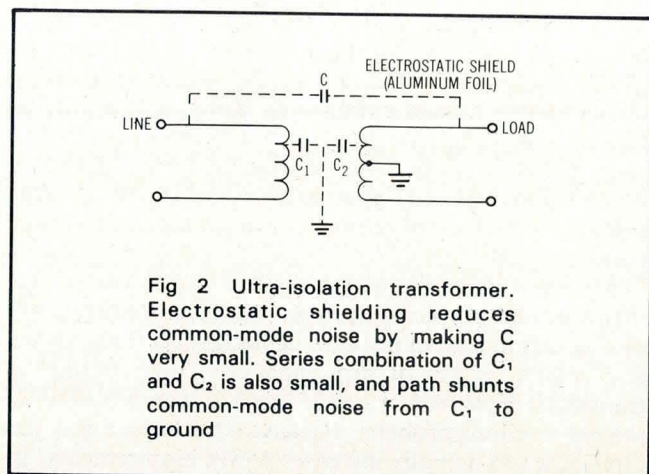 ELECTROSTATIC SHIELD
(ALUMINUM FOIL)
C
LINE
LOAD
C₁
C₂
Fig 2 Ultra-isolation transformer.
Electrostatic shielding reduces
common-mode noise by making C
very small. Series combination of C₁
and C₂ is also small, and path shunts
common-mode noise from C₁ to
ground